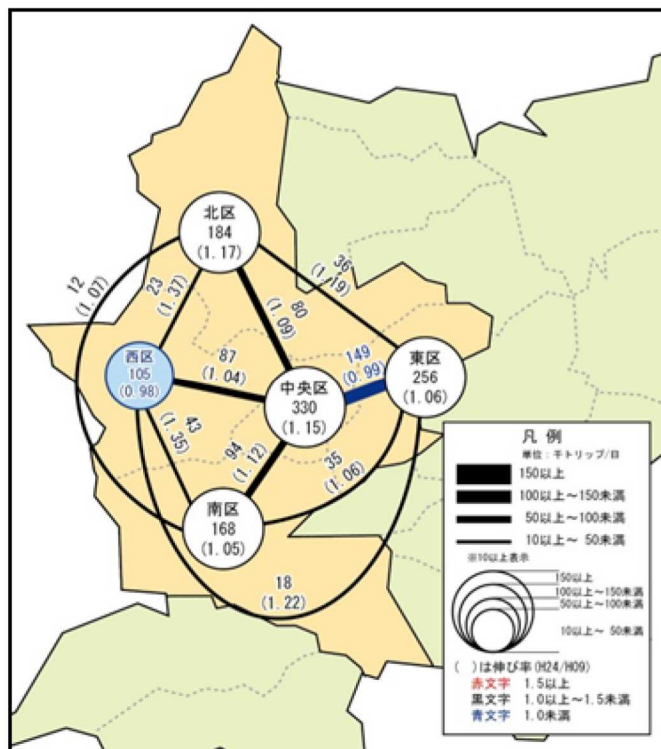 北区
184
(1.17)
12
(1.07)
23
(1.37)
80
(1.09)
36
(1.19)
西区
105
(0.98)
87
(1.04)
149
(0.99)
東区
256
(1.06)
中央区
330
(1.15)
43
(1.35)
94
(1.12)
35
(1.06)
南区
168
(1.05)
18
(1.22)
凡 例
単位:千トリップ/日
150以上
100以上~150未満
50以上~100未満
10以上~ 50未満
※10以上表示
150以上
100以上~150未満
50以上~100未満
10以上~ 50未満
( )は伸び率(H24/H09)
赤文字 1.5以上
黒文字 1.0以上~1.5未満
青文字 1.0未満